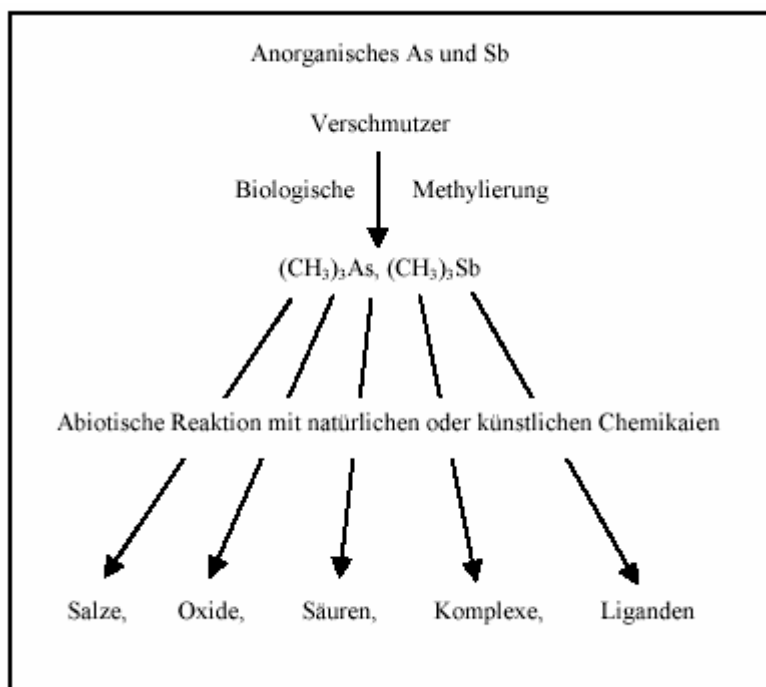 Anorganisches As und Sb
Verschmutzer
Biologische Methylierung
(CH₃)₃As, (CH₃)₃Sb
Abiotische Reaktion mit natürlichen oder künstlichen Chemikaien
Salze, Oxide, Säuren, Komplexe, Liganden